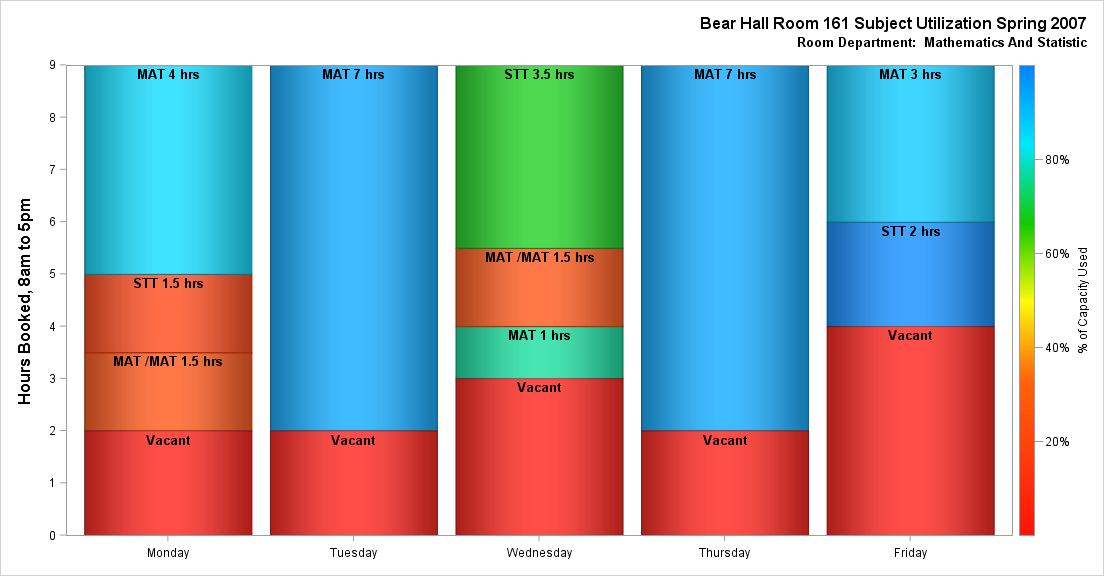 Bear Hall Room 161 Subject Utilization Spring 2007
Room Department:  Mathematics And Statistic
Hours Booked, 8am to 5pm
9
8
7
6
5
4
3
2
1
0
MAT 4 hrs
STT 1.5 hrs
MAT /MAT 1.5 hrs
Vacant
MAT 7 hrs
Vacant
STT 3.5 hrs
MAT /MAT 1.5 hrs
MAT 1 hrs
Vacant
MAT 7 hrs
Vacant
MAT 3 hrs
STT 2 hrs
Vacant
Monday
Tuesday
Wednesday
Thursday
Friday
80%
60%
40%
20%
% of Capacity Used